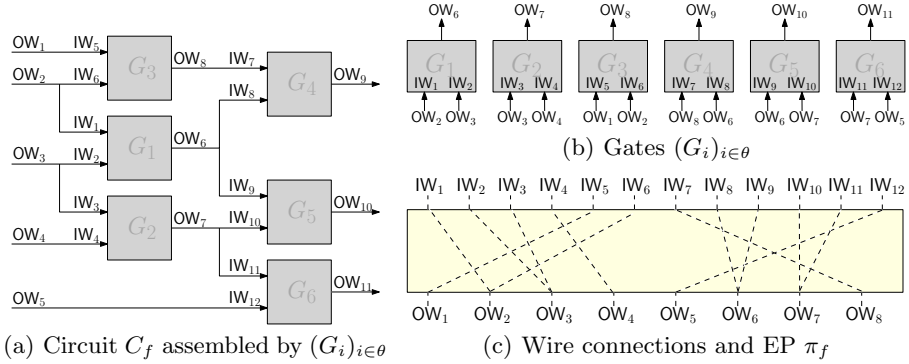 OW1 IW5 G3 OW8 IW7 G4 OW9
OW2 IW6 IW8
IW1 G1 OW6
OW3 IW2 IW9 G5 OW10
IW3 G2 OW7 IW10
OW4 IW4 IW11 G6 OW11
OW5 IW12
(a) Circuit Cf assembled by (Gi)i∈θ
OW6 OW7 OW8 OW9 OW10 OW11
G1 G2 G3 G4 G5 G6
IW1 IW2 IW3 IW4 IW5 IW6 IW7 IW8 IW9 IW10 IW11 IW12
OW2 OW3 OW3 OW4 OW1 OW2 OW8 OW6 OW6 OW7 OW7 OW5
(b) Gates (Gi)i∈θ
IW1 IW2 IW3 IW4 IW5 IW6 IW7 IW8 IW9 IW10 IW11 IW12
OW1 OW2 OW3 OW4 OW5 OW6 OW7 OW8
(c) Wire connections and EP πf